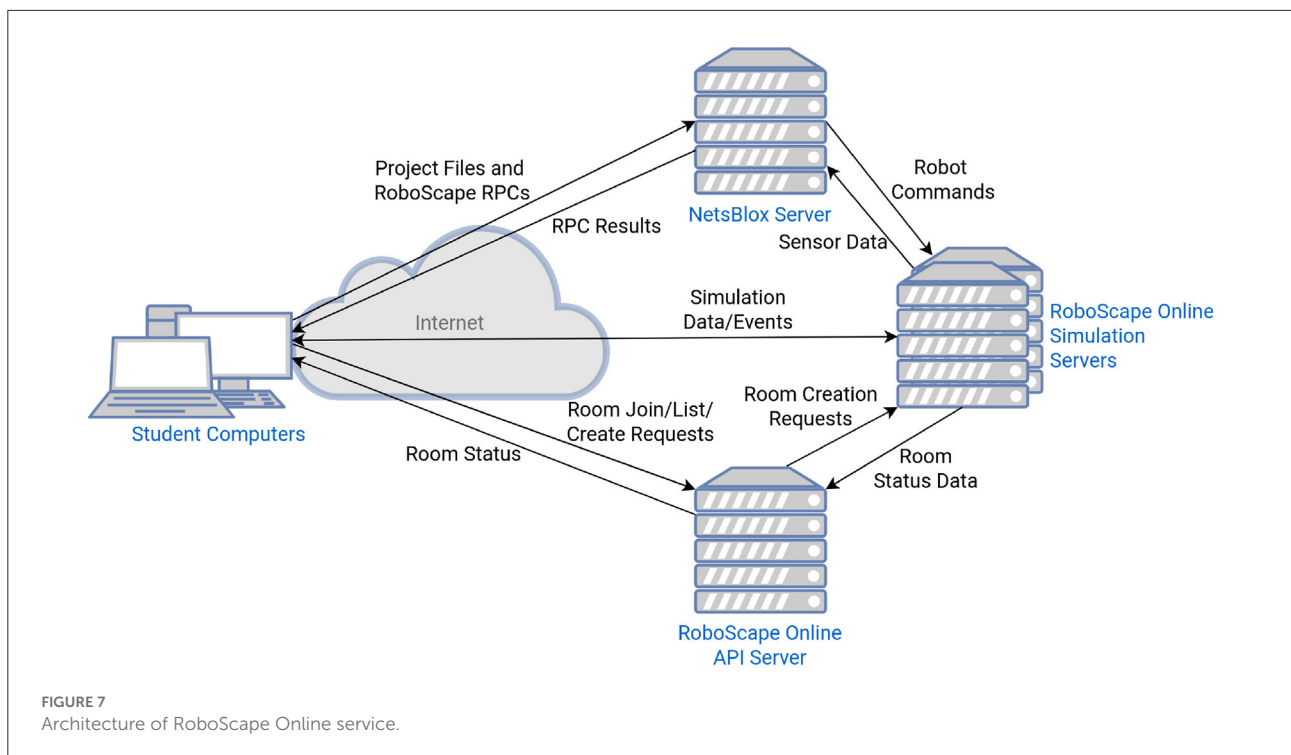 Project Files and
RoboScape RPCs
RPC Results
NetsBlox Server
Robot
Commands
Sensor Data
Internet
Simulation
Data/Events
RoboScape Online
Simulation
Servers
Student Computers
Room Join/List/
Create Requests
Room Status
Room Creation
Requests
Room
Status Data
RoboScape Online
API Server
FIGURE 7
Architecture of RoboScape Online service.